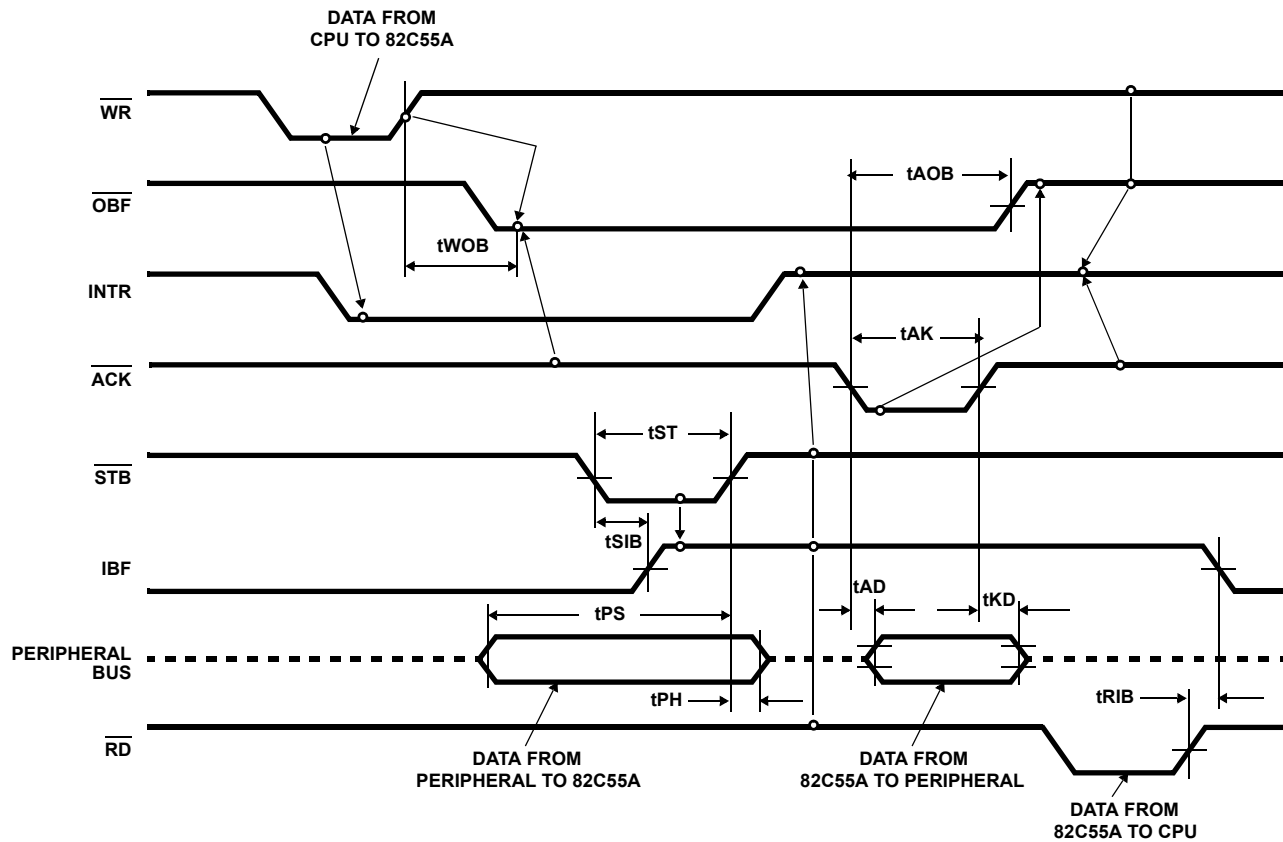 DATA FROM
CPU TO 82C55A
WR
tAOB
OBF
tWOB
INTR
tAK
ACK
tST
STB
tSIB
IBF
tAD
tKD
tPS
PERIPHERAL
BUS
tPH
tRIB
RD
DATA FROM
PERIPHERAL TO 82C55A
DATA FROM
82C55A TO PERIPHERAL
DATA FROM
82C55A TO CPU